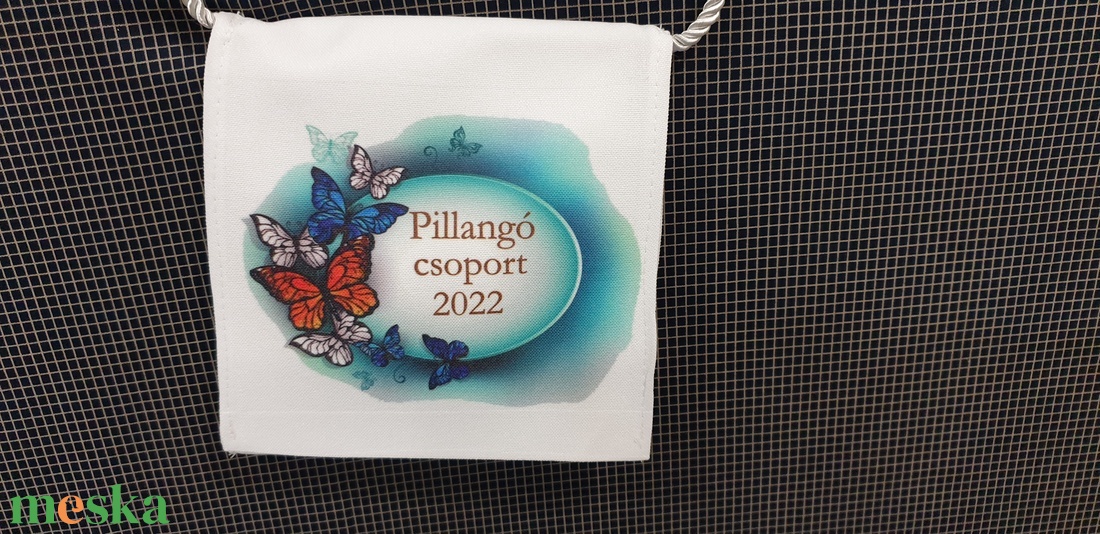 Pillangó
csoport
2022
meska